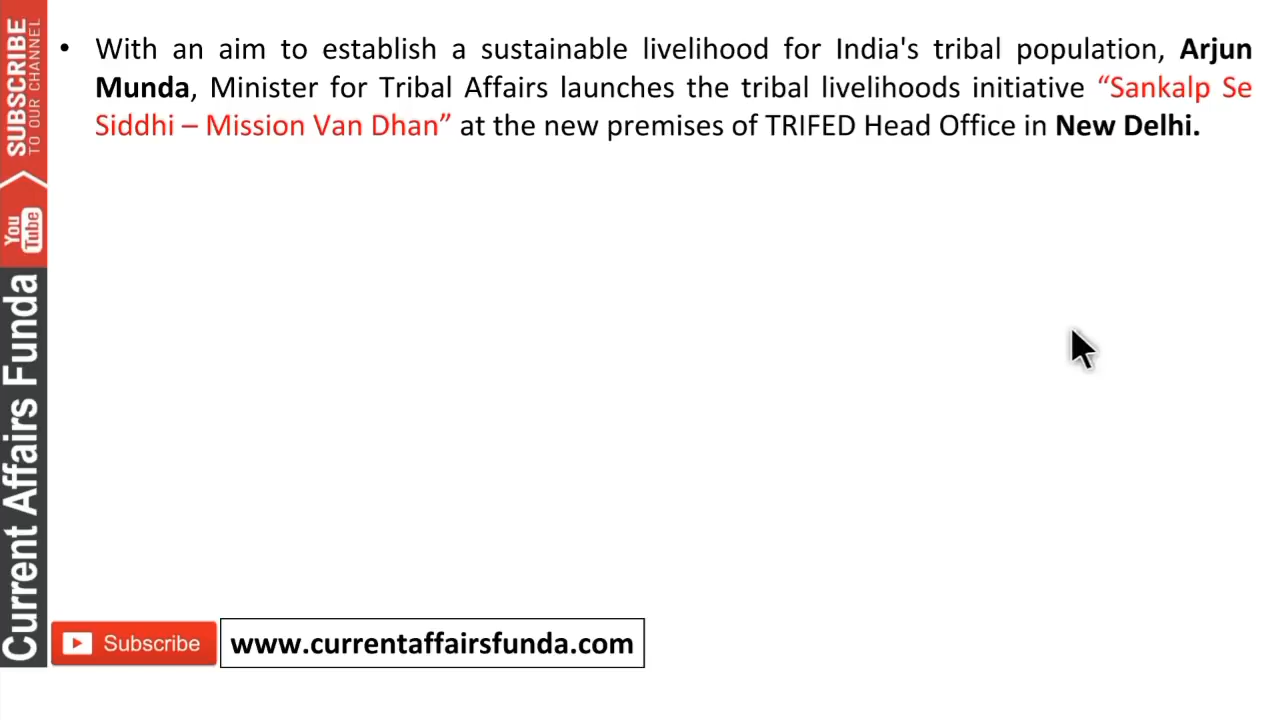 • With an aim to establish a sustainable livelihood for India's tribal population, Arjun
Munda, Minister for Tribal Affairs launches the tribal livelihoods initiative “Sankalp Se
Siddhi – Mission Van Dhan” at the new premises of TRIFED Head Office in New Delhi.
SUBSCRIBE
TO OUR CHANNEL
You
Tube
Current Affairs Funda
Subscribe
www.currentaffairsfunda.com